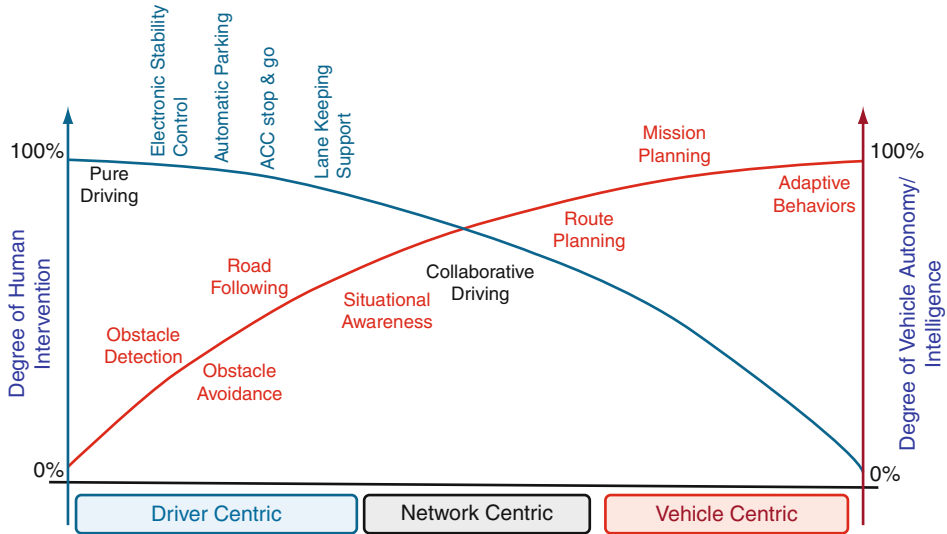 Electronic Stability
Control
Automatic Parking
ACC stop & go
Lane Keeping
Support
100%
100%
Pure
Driving
Mission
Planning
Adaptive
Behaviors
Route
Planning
Road
Following
Collaborative
Driving
Situational
Awareness
Obstacle
Detection
Obstacle
Avoidance
Degree of Human
Intervention
Degree of Vehicle Autonomy/
Intelligence
0%
0%
Driver Centric
Network Centric
Vehicle Centric